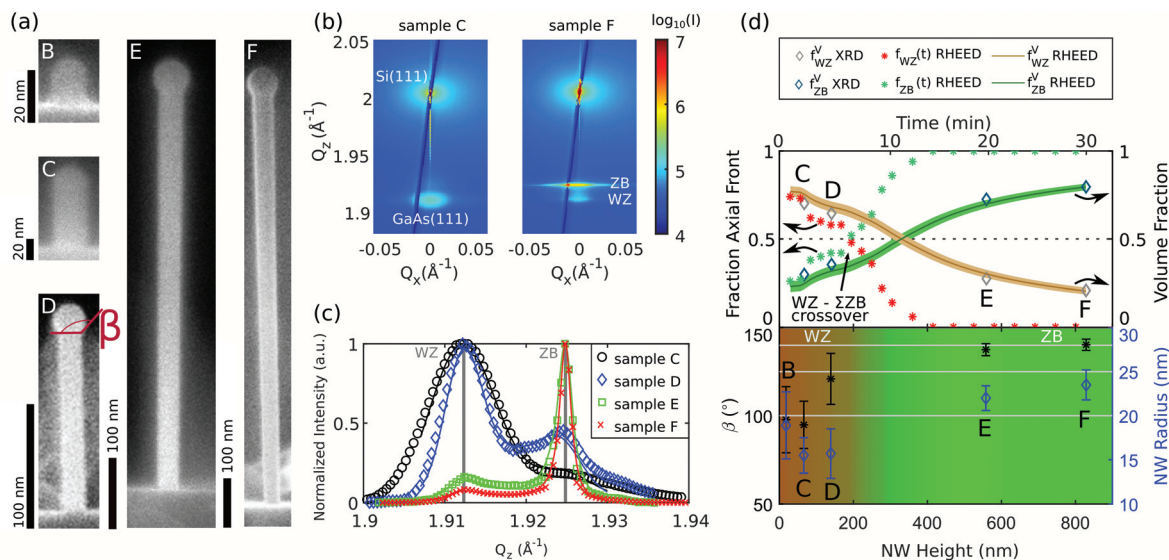 (a)
B
20 nm
C
20 nm
D
β
100 nm
E
100 nm
F
100 nm
(b)
sample C
sample F
log10(I)
2.05
2
1.95
1.9
Qz(Å-1)
Si(111)
GaAs(111)
ZB
WZ
-0.05
0
0.05
-0.05
0
0.05
Qx(Å-1)
Qx(Å-1)
7
6
5
4
(c)
Normalized Intensity (a.u.)
1
0.5
0
WZ
ZB
sample C
sample D
sample E
sample F
1.9
1.91
1.92
1.93
1.94
Qz (Å-1)
(d)
fVWZ XRD
fWZ(t) RHEED
fVWZ RHEED
fVZB XRD
fZB(t) RHEED
fVZB RHEED
Time (min)
0
10
20
30
Fraction Axial Front
1
0.5
0
C
D
WZ - ΣZB
crossover
E
F
1
0.5
0
Volume Fraction
β (°)
150
100
50
WZ
ZB
B
C
D
E
F
30
25
20
15
10
NW Radius (nm)
0
200
400
600
800
NW Height (nm)